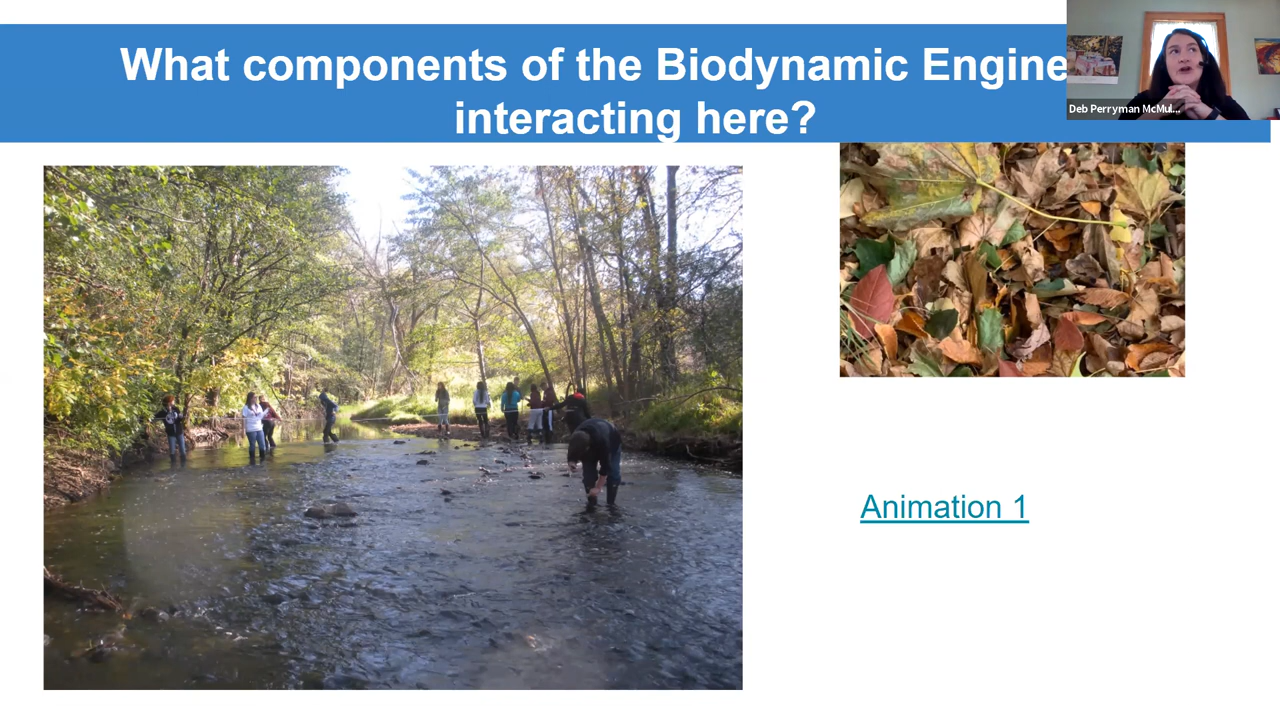 What components of the Biodynamic Engine
interacting here?
Deb Perryman McMul...
Animation 1